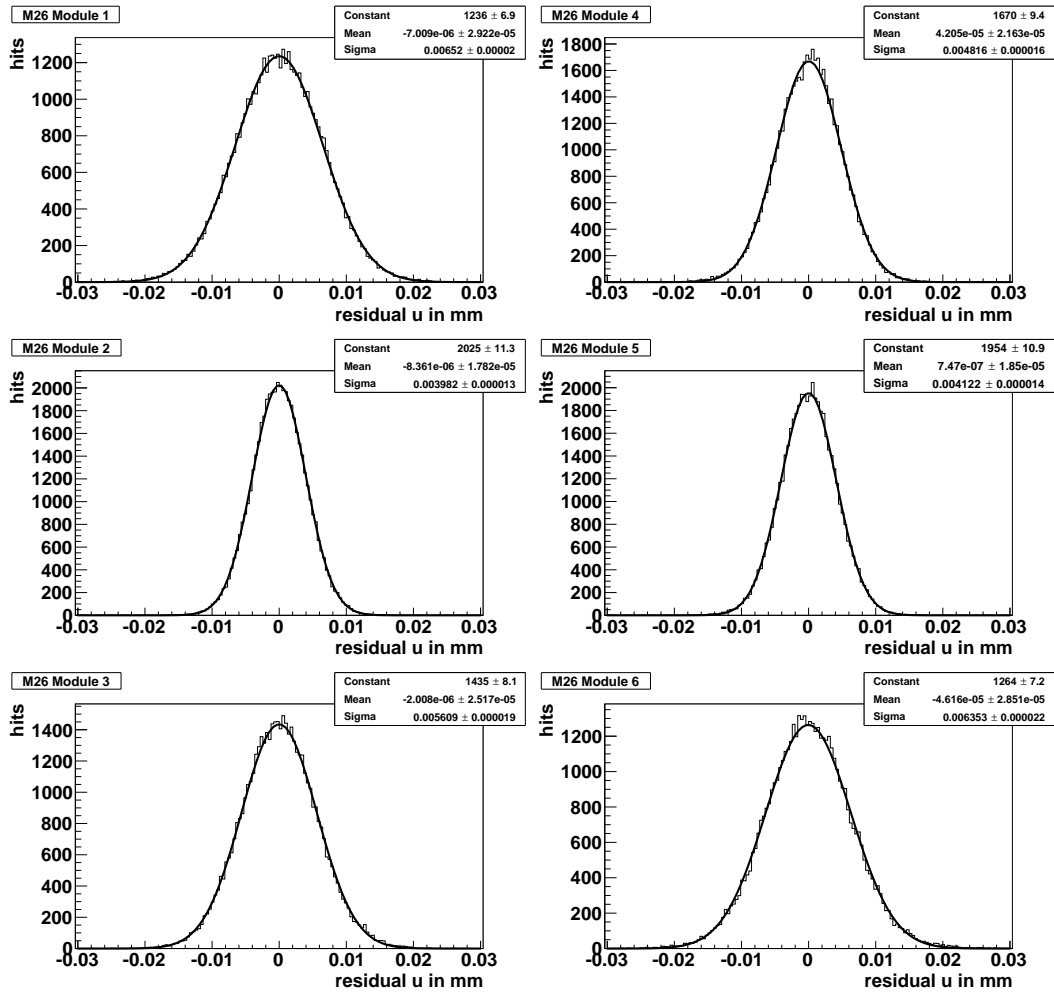 M26 Module 1
Constant 1236 ± 6.9
Mean -7.009e-06 ± 2.922e-05
Sigma 0.00652 ± 0.00002
hits
1200
1000
800
600
400
200
0
-0.03 -0.02 -0.01 0 0.01 0.02 0.03
residual u in mm
M26 Module 4
Constant 1670 ± 9.4
Mean 4.205e-05 ± 2.163e-05
Sigma 0.004816 ± 0.000016
hits
1800
1600
1400
1200
1000
800
600
400
200
0
-0.03 -0.02 -0.01 0 0.01 0.02 0.03
residual u in mm
M26 Module 2
Constant 2025 ± 11.3
Mean -8.361e-06 ± 1.782e-05
Sigma 0.003982 ± 0.000013
hits
2000
1800
1600
1400
1200
1000
800
600
400
200
0
-0.03 -0.02 -0.01 0 0.01 0.02 0.03
residual u in mm
M26 Module 5
Constant 1954 ± 10.9
Mean 7.47e-07 ± 1.85e-05
Sigma 0.004122 ± 0.000014
hits
2000
1800
1600
1400
1200
1000
800
600
400
200
0
-0.03 -0.02 -0.01 0 0.01 0.02 0.03
residual u in mm
M26 Module 3
Constant 1435 ± 8.1
Mean -2.008e-06 ± 2.517e-05
Sigma 0.005609 ± 0.000019
hits
1400
1200
1000
800
600
400
200
0
-0.03 -0.02 -0.01 0 0.01 0.02 0.03
residual u in mm
M26 Module 6
Constant 1264 ± 7.2
Mean -4.616e-05 ± 2.851e-05
Sigma 0.006353 ± 0.000022
hits
1200
1000
800
600
400
200
0
-0.03 -0.02 -0.01 0 0.01 0.02 0.03
residual u in mm